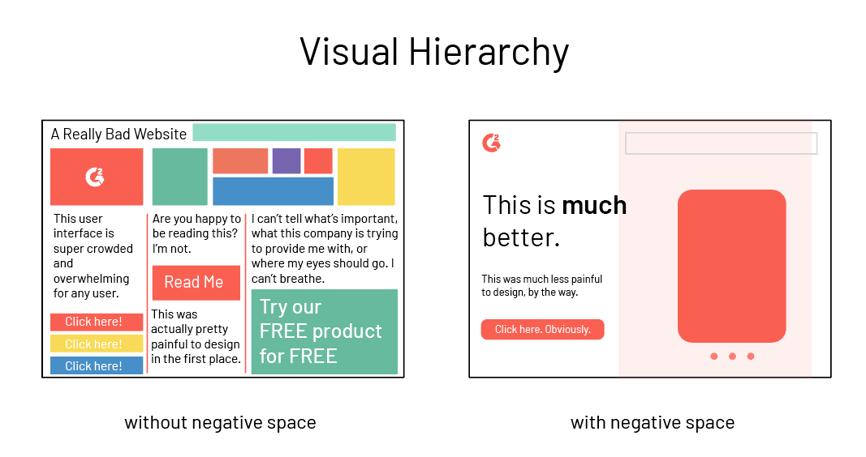 Visual Hierarchy
A Really Bad Website
G2
This user
interface is
super crowded
and
overwhelming
for any user.
Click here!
Click here!
Click here!
Are you happy to
be reading this?
I'm not.
Read Me
This was
actually pretty
painful to design
in the first place.
I can't tell what's important,
what this company is trying
to provide me with, or
where my eyes should go. I
can't breathe.
Try our
FREE product
for FREE
without negative space
G2
This is much
better.
This was much less painful
to design, by the way.
Click here. Obviously.
with negative space